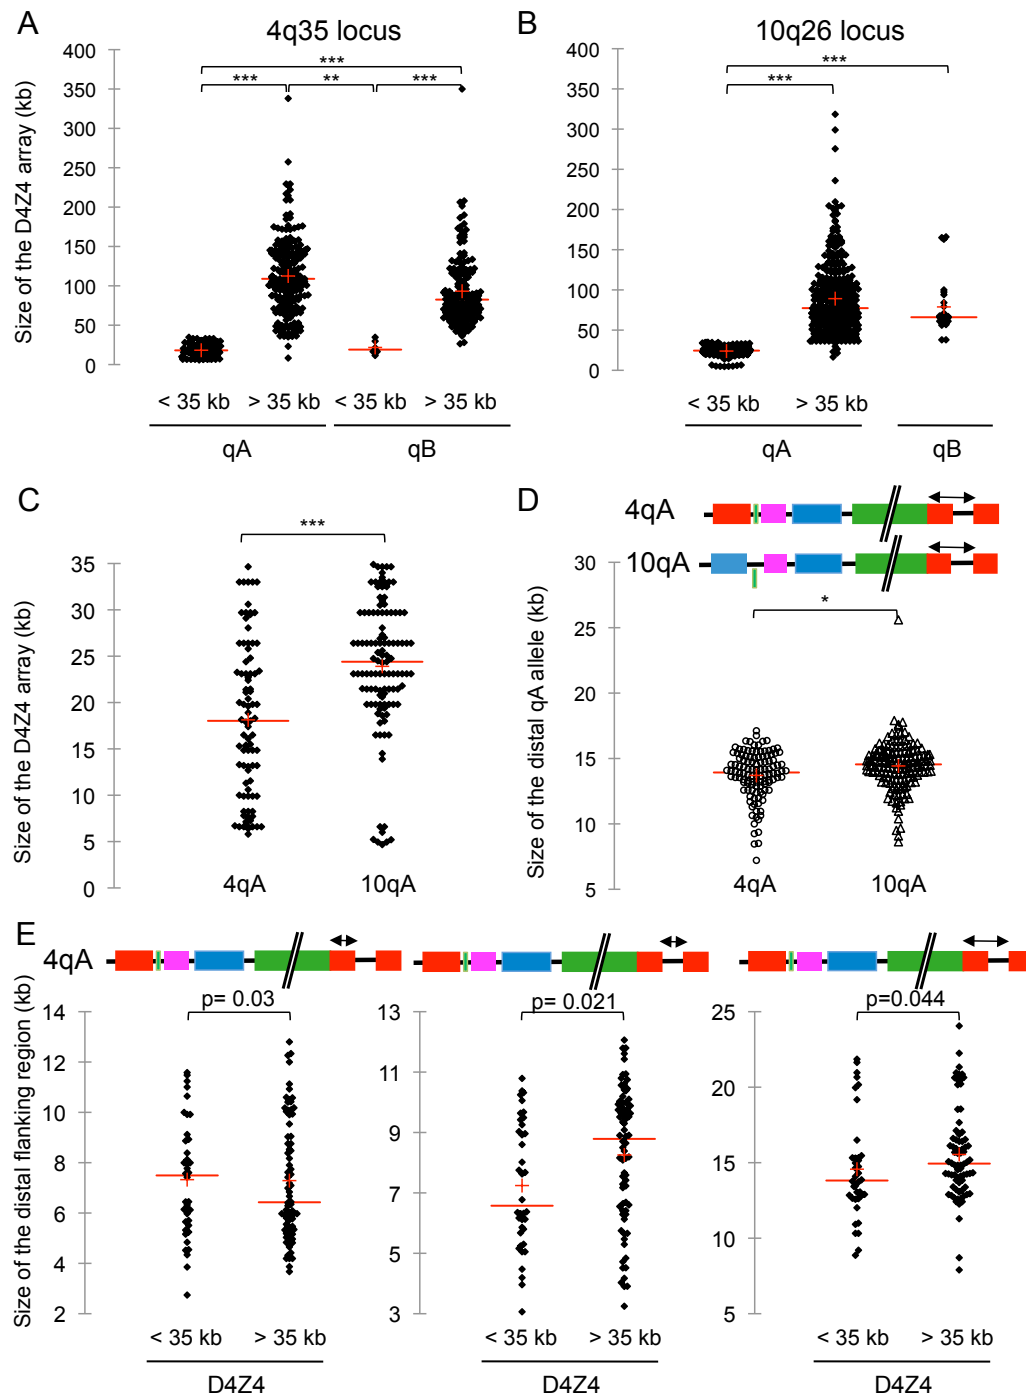 A
4q35 locus
Size of the D4Z4 array (kb)
400
350
300
250
200
150
100
50
0
***
***
**
***
< 35 kb
> 35 kb
< 35 kb
> 35 kb
qA
qB
B
10q26 locus
Size of the D4Z4 array (kb)
400
350
300
250
200
150
100
50
0
***
***
< 35 kb
> 35 kb
qA
qB
C
Size of the D4Z4 array (kb)
35
30
25
20
15
10
5
0
***
4qA
10qA
D
4qA
10qA
Size of the distal qA allele (kb)
30
25
20
15
10
5
*
4qA
10qA
E
4qA
Size of the distal flanking region (kb)
14
12
10
8
6
4
2
p= 0.03
< 35 kb
> 35 kb
D4Z4
13
11
9
7
5
3
p= 0.021
< 35 kb
> 35 kb
D4Z4
25
20
15
10
5
p=0.044
< 35 kb
> 35 kb
D4Z4